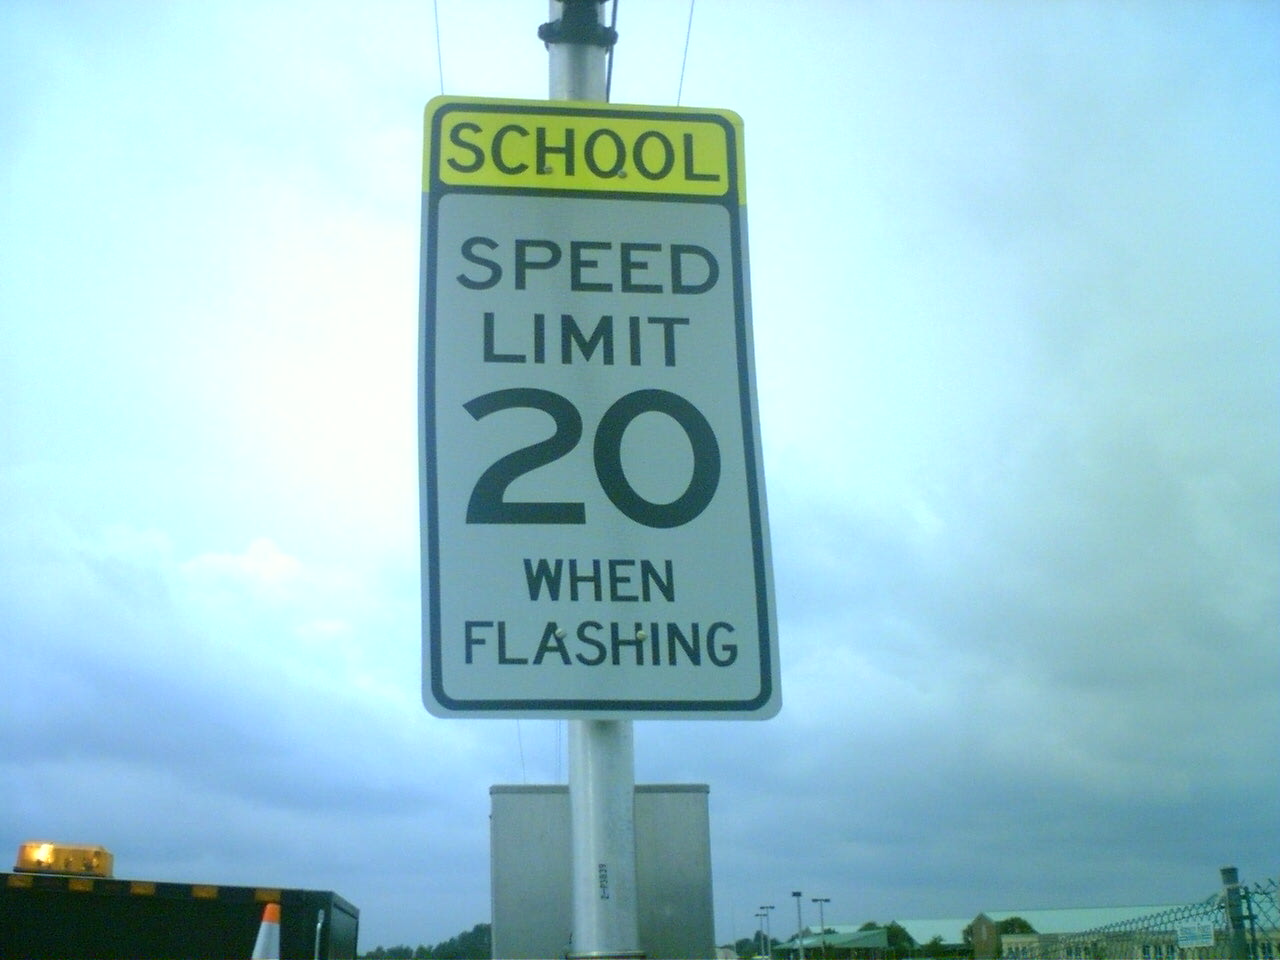 SCHOOL
SPEED
LIMIT
20
WHEN
FLASHING